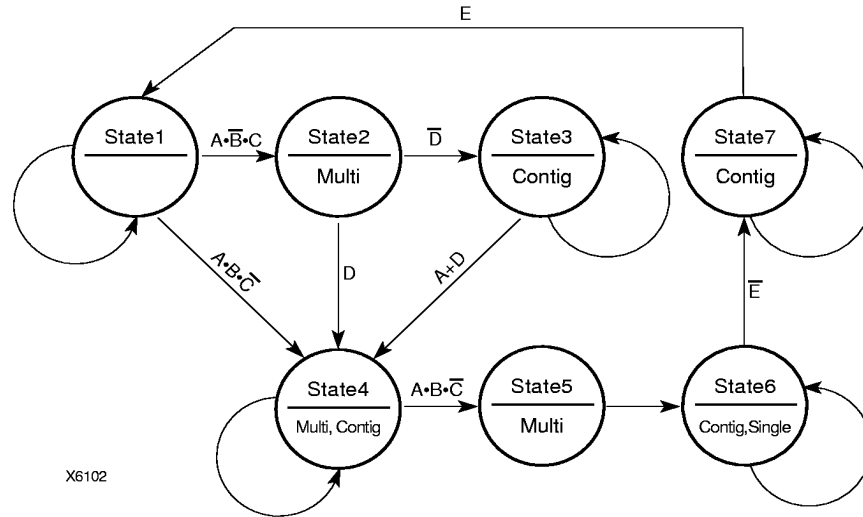 E
State1
A•B̅•C
State2
Multi
D̅
State3
Contig
State7
Contig
A•B•C̅
D
A+D
E̅
State4
Multi, Contig
A•B•C̅
State5
Multi
State6
Contig,Single
X6102